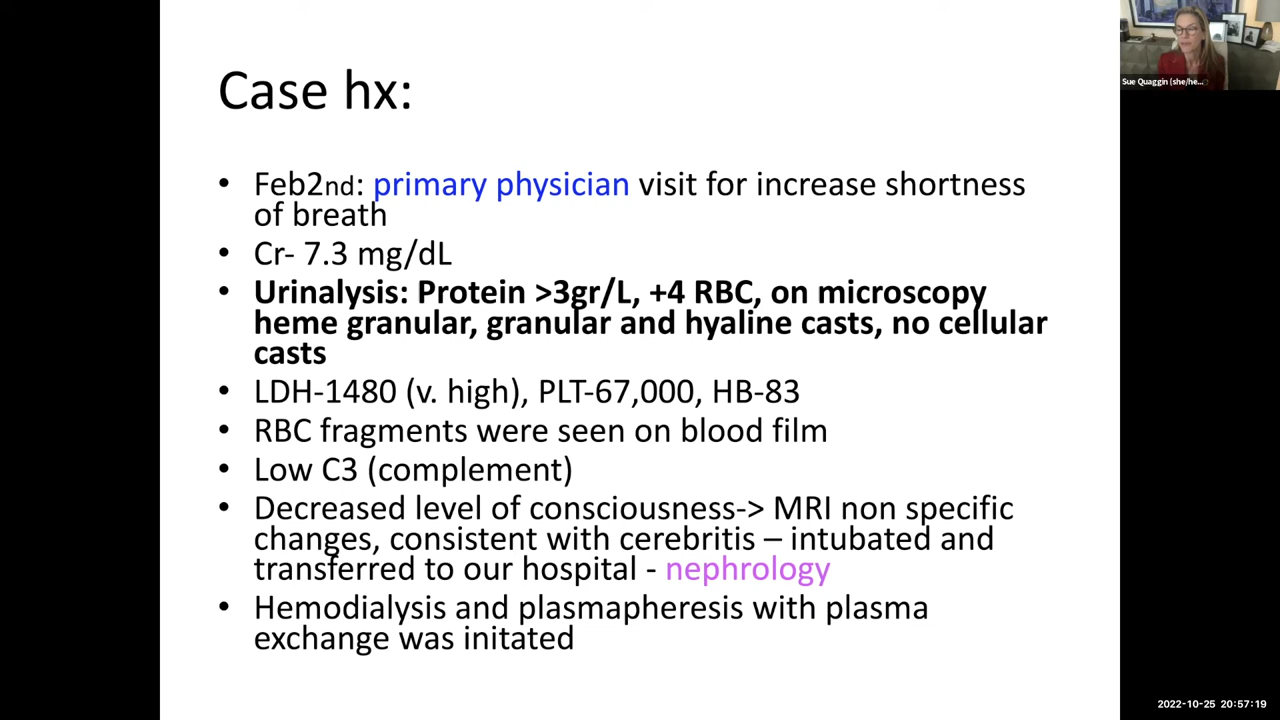 Case hx:
• Feb2nd: primary physician visit for increase shortness
of breath
• Cr- 7.3 mg/dL
• Urinalysis: Protein >3gr/L, +4 RBC, on microscopy
heme granular, granular and hyaline casts, no cellular
casts
• LDH-1480 (v. high), PLT-67,000, HB-83
• RBC fragments were seen on blood film
• Low C3 (complement)
• Decreased level of consciousness-> MRI non specific
changes, consistent with cerebritis – intubated and
transferred to our hospital - nephrology
• Hemodialysis and plasmapheresis with plasma
exchange was initated
Sue Quaggin (she/he...
2022-10-25 20:57:19